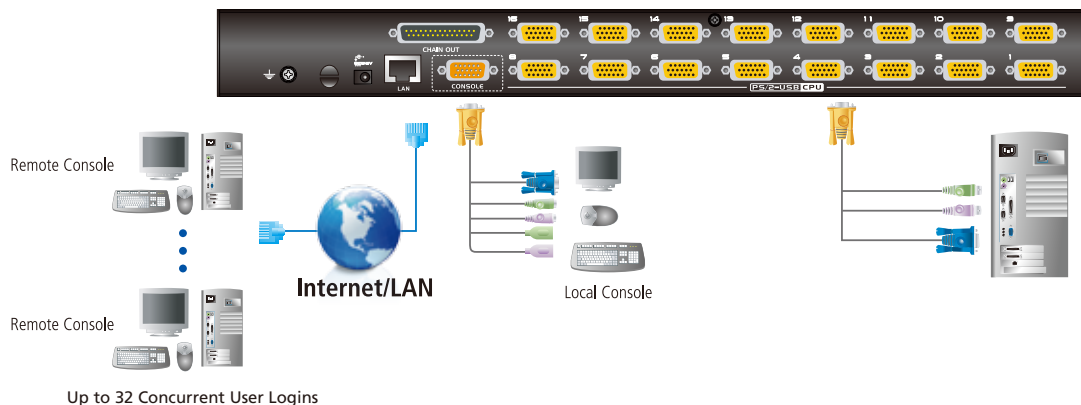 16 15 14 13 12 11 10 9
CHAIN OUT
8 7 6 5 4 3 2 1
LAN
CONSOLE
PS/2-USB CPU
Remote Console
Internet/LAN
Local Console
Remote Console
Up to 32 Concurrent User Logins